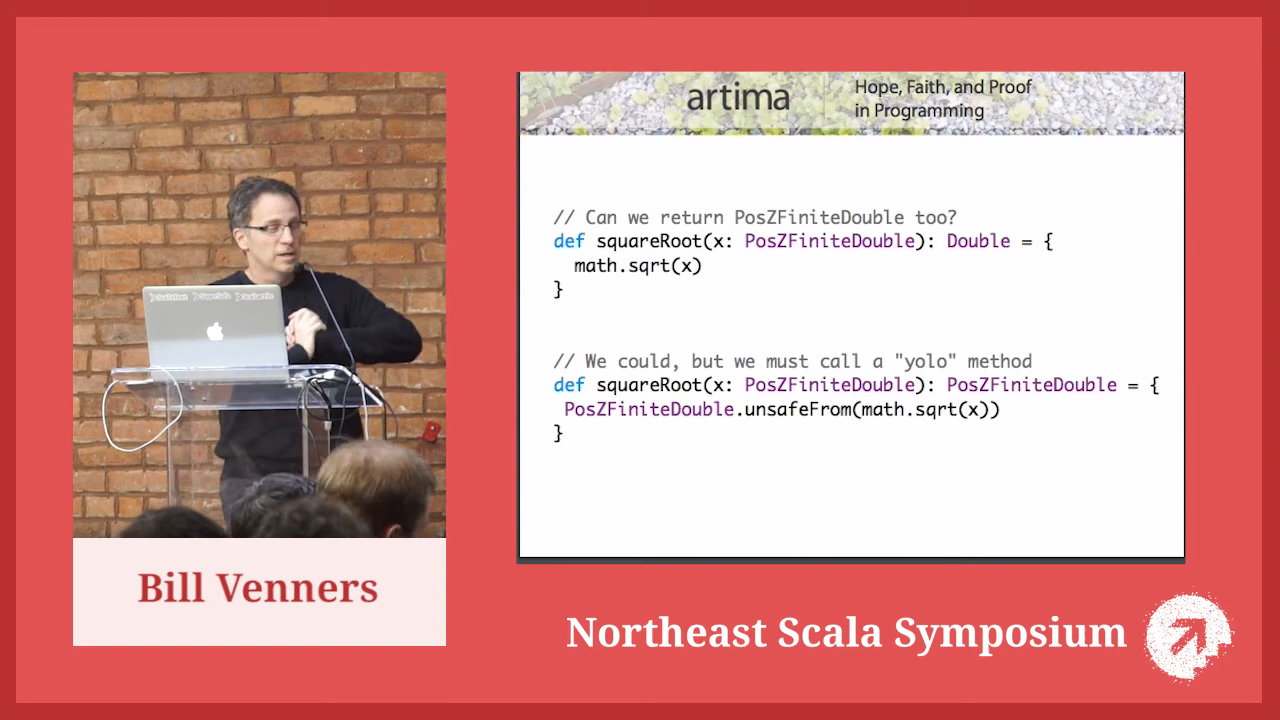 artima
Hope, Faith, and Proof
in Programming
// Can we return PosZFiniteDouble too?
def squareRoot(x: PosZFiniteDouble): Double = {
math.sqrt(x)
}
// We could, but we must call a "yolo" method
def squareRoot(x: PosZFiniteDouble): PosZFiniteDouble = {
PosZFiniteDouble.unsafeFrom(math.sqrt(x))
}
Bill Venners
Northeast Scala Symposium